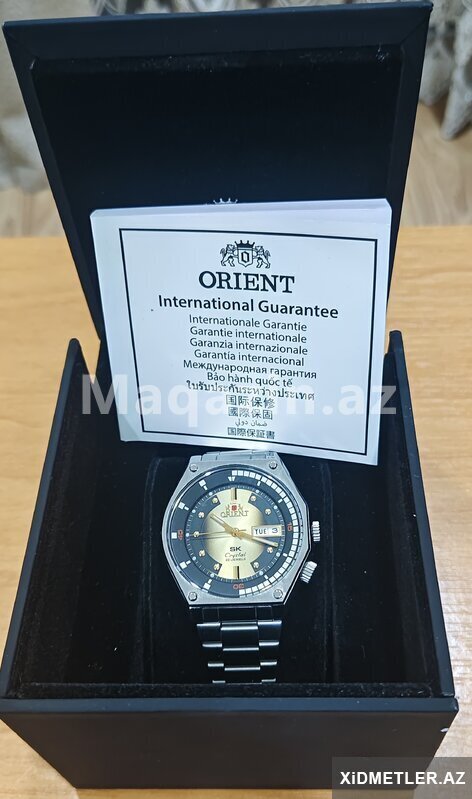 ORIENT
International Guarantee
Internationale Garantie
Garantie internationale
Garanzia internazionale
Garantía internacional
Международная гарантия
Bảo hành quốc tế
ใบรับประกันระหว่างประเทศ
国际保修
國際保固
ضمان دولي
国際保証書
Maqazin.az
ORIENT
TUE 3
SK
Crystal
XiDMETLER.AZ